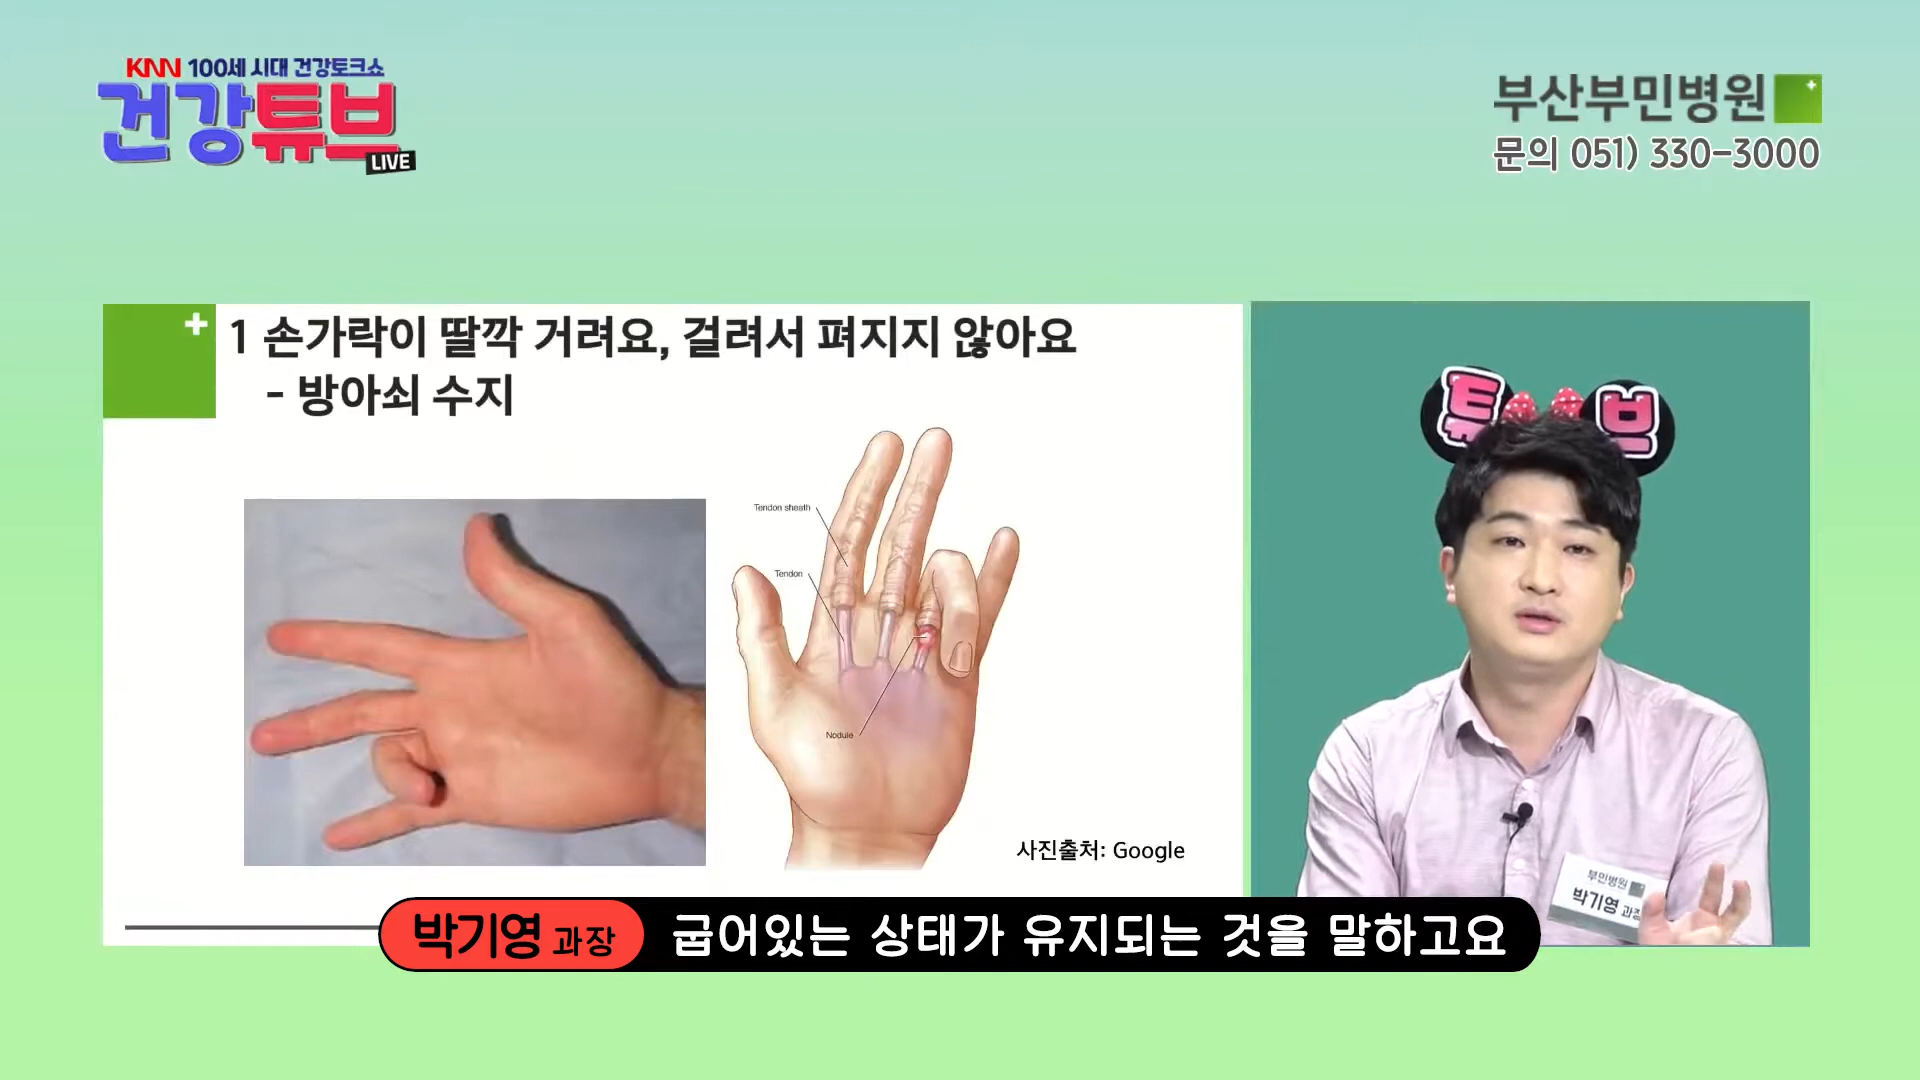 KNN 100세 시대 건강토크쇼
건강튜브
LIVE
부산부민병원
문의 051) 330-3000
1 손가락이 딸깍 거려요, 걸려서 펴지지 않아요
- 방아쇠 수지
Tendon sheath
Tendon
Nodule
사진출처: Google
튜브
부민병원
박기영 과장
박기영 과장 굽어있는 상태가 유지되는 것을 말하고요